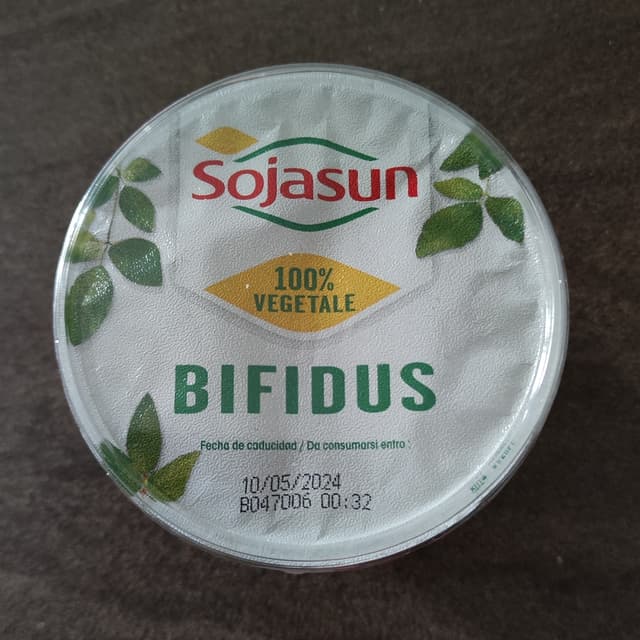 Sojasun
100%
VEGETALE
BIFIDUS
Fecha de caducidad / Da consumarsi entro :
10/05/2024
B047006 00:32